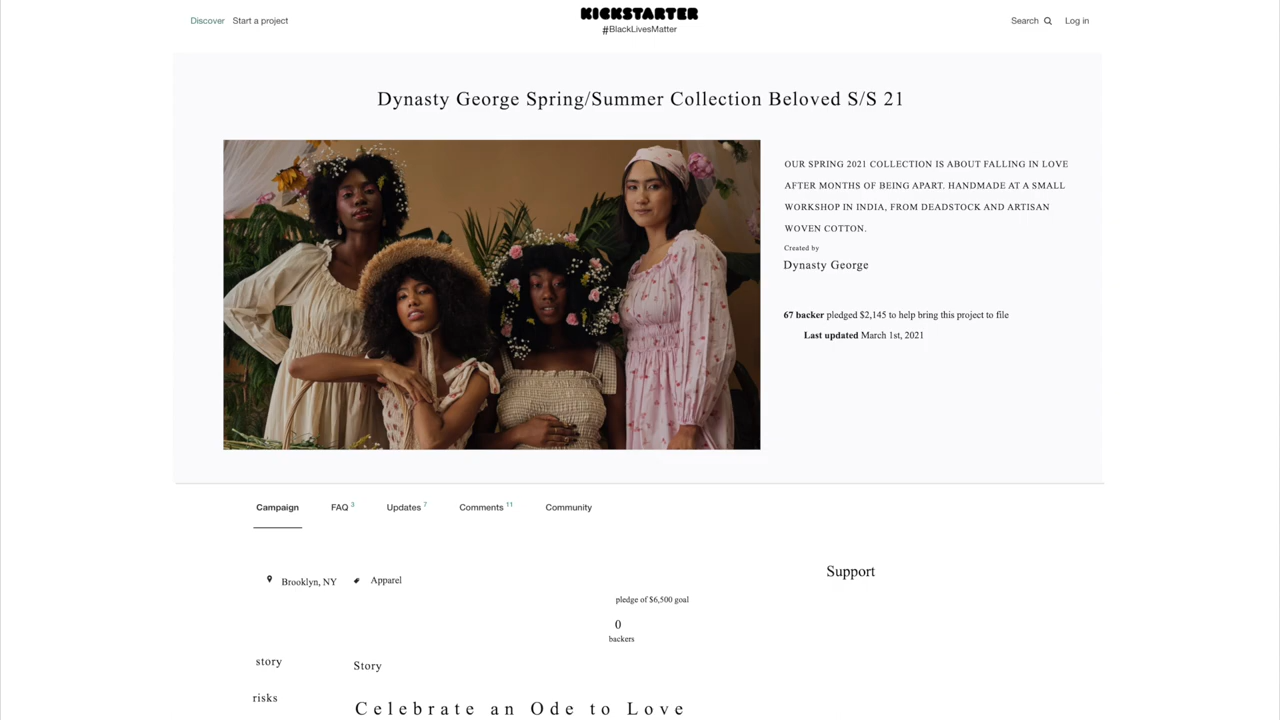 Discover Start a project
KICKSTARTER
#BlackLivesMatter
Search Log in
Dynasty George Spring/Summer Collection Beloved S/S 21
OUR SPRING 2021 COLLECTION IS ABOUT FALLING IN LOVE
AFTER MONTHS OF BEING APART. HANDMADE AT A SMALL
WORKSHOP IN INDIA, FROM DEADSTOCK AND ARTISAN
WOVEN COTTON.
Created by
Dynasty George
67 backer pledged $2,145 to help bring this project to file
Last updated March 1st, 2021
Campaign FAQ 3 Updates 7 Comments 11 Community
Brooklyn, NY Apparel
Support
pledge of $6,500 goal
0
backers
story
Story
risks
Celebrate an Ode to Love